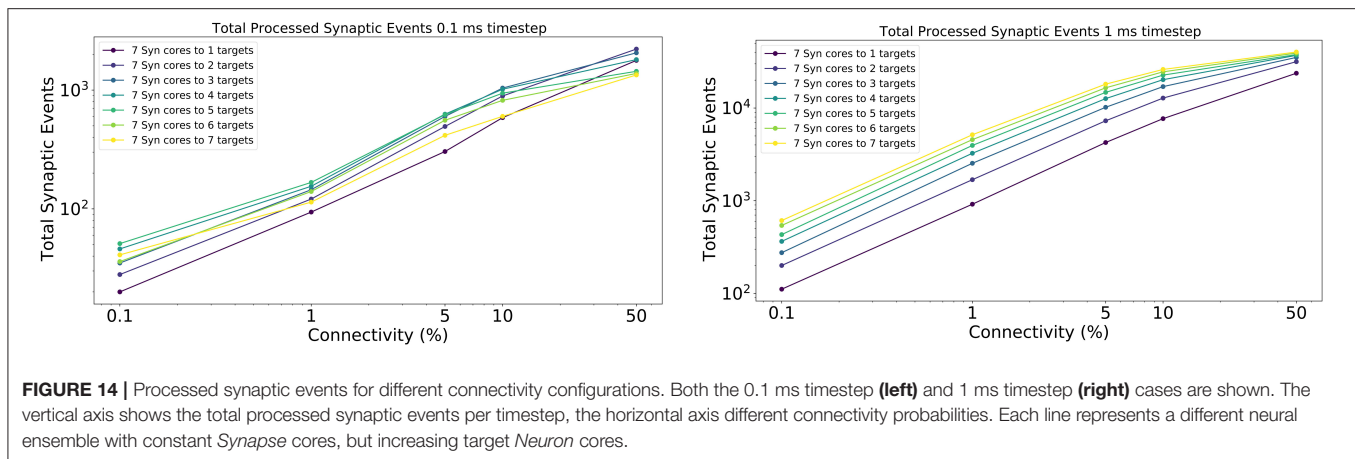 Total Processed Synaptic Events 0.1 ms timestep
7 Syn cores to 1 targets
7 Syn cores to 2 targets
7 Syn cores to 3 targets
7 Syn cores to 4 targets
7 Syn cores to 5 targets
7 Syn cores to 6 targets
7 Syn cores to 7 targets
Total Synaptic Events
10³
10²
0.1 1 5 10 50
Connectivity (%)
Total Processed Synaptic Events 1 ms timestep
7 Syn cores to 1 targets
7 Syn cores to 2 targets
7 Syn cores to 3 targets
7 Syn cores to 4 targets
7 Syn cores to 5 targets
7 Syn cores to 6 targets
7 Syn cores to 7 targets
Total Synaptic Events
10⁴
10³
10²
0.1 1 5 10 50
Connectivity (%)
FIGURE 14 | Processed synaptic events for different connectivity configurations. Both the 0.1 ms timestep (left) and 1 ms timestep (right) cases are shown. The
vertical axis shows the total processed synaptic events per timestep, the horizontal axis different connectivity probabilities. Each line represents a different neural
ensemble with constant Synapse cores, but increasing target Neuron cores.